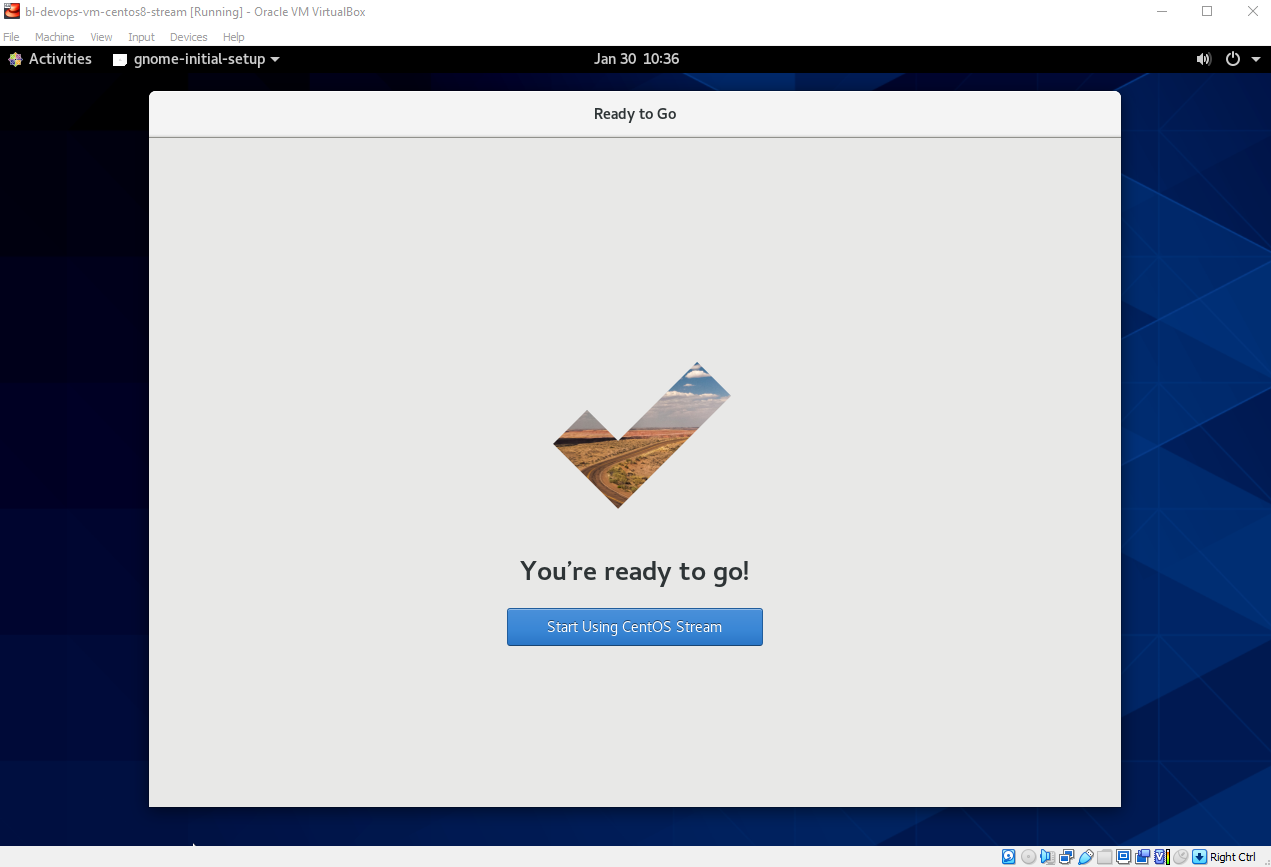 bl-devops-vm-centos8-stream [Running] - Oracle VM VirtualBox
File Machine View Input Devices Help
Activities gnome-initial-setup Jan 30 10:36
Ready to Go
You’re ready to go!
Start Using CentOS Stream
Right Ctrl